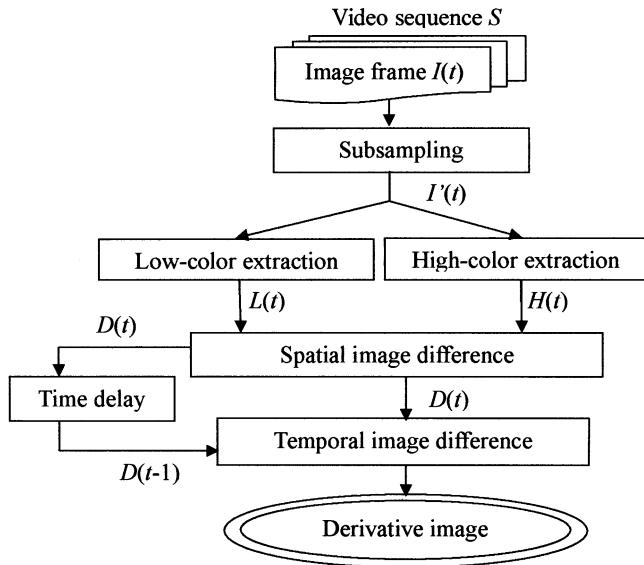 Video sequence S
Image frame I(t)
Subsampling
I'(t)
Low-color extraction
High-color extraction
L(t)
H(t)
D(t)
Spatial image difference
Time delay
D(t)
Temporal image difference
D(t-1)
Derivative image